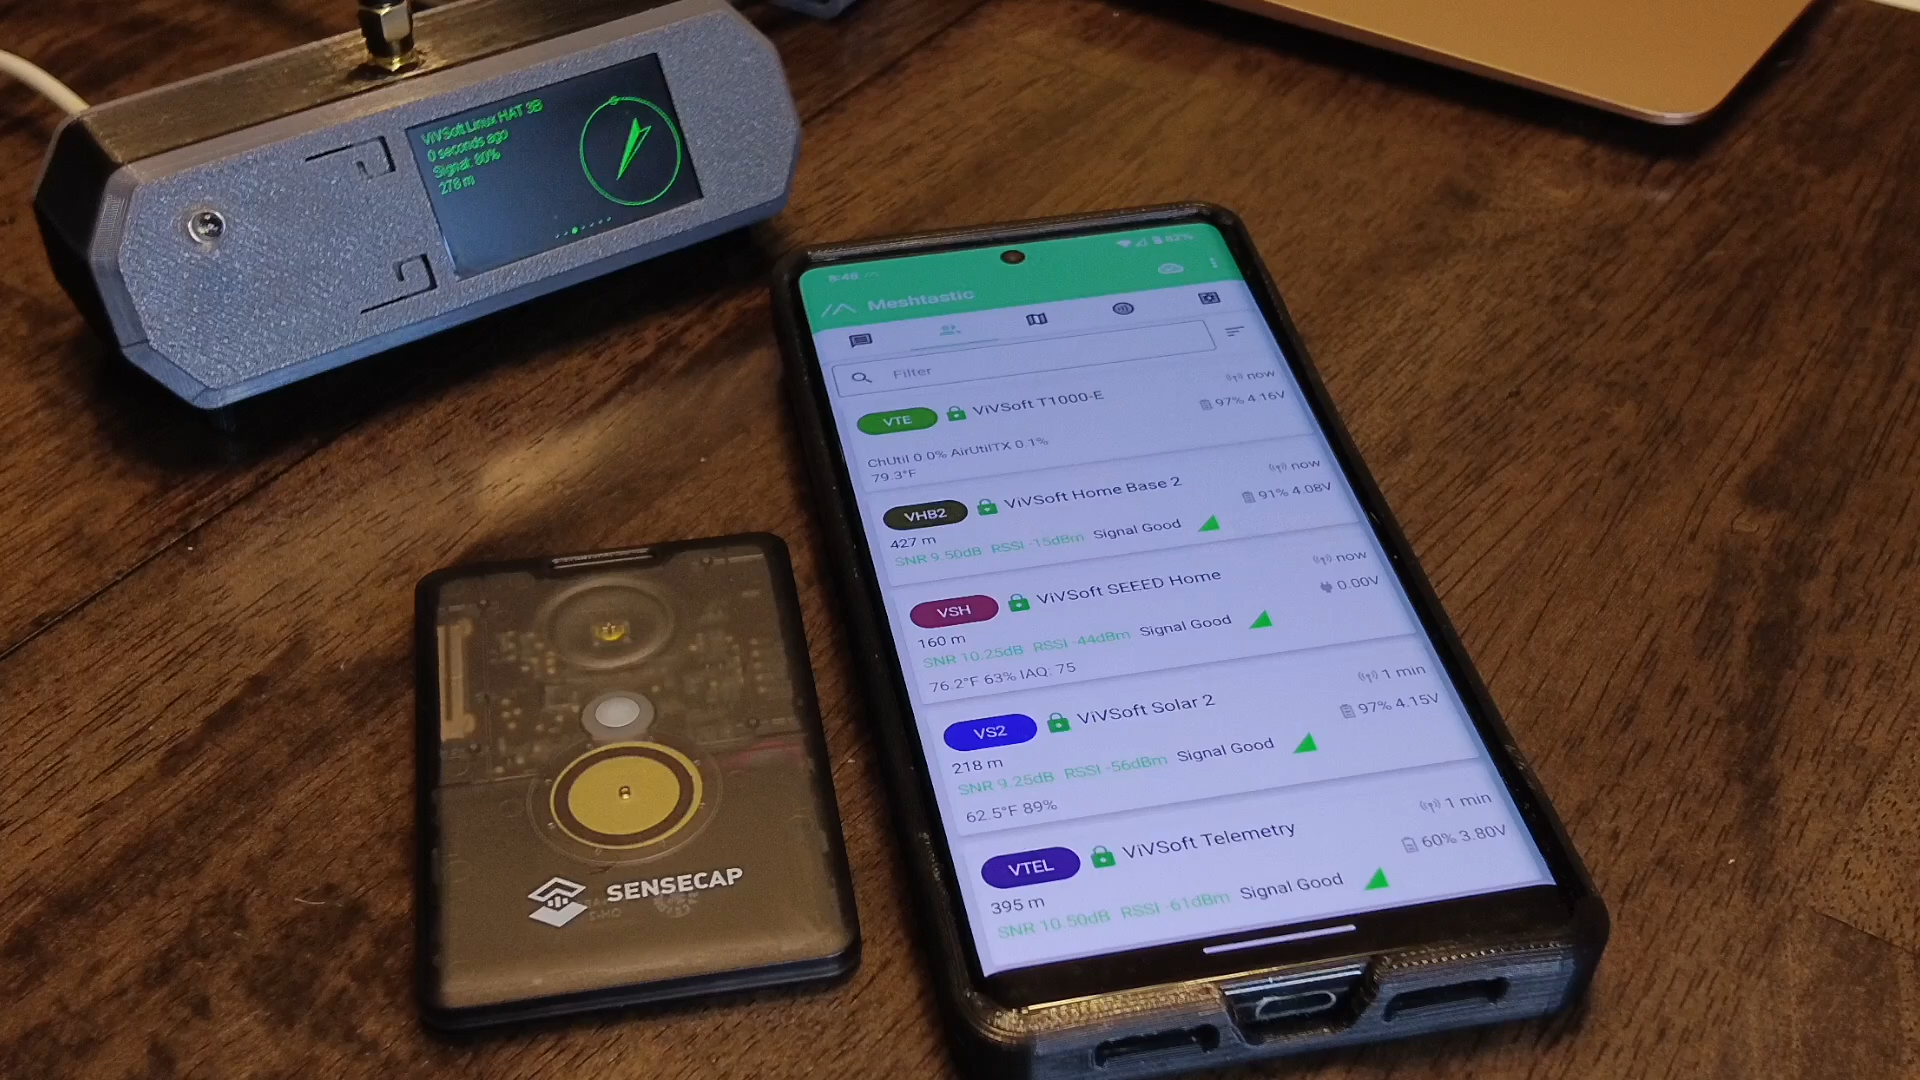 ViVSoft Linux HAT 3B
0 seconds ago
Signal: 80%
278 m
82%
Meshtastic
Filter
VTE ViVSoft T1000-E now
97% 4.16V
ChUtil 0.0% AirUtilTX 0.1%
79.3°F
VHB2 ViVSoft Home Base 2 now
91% 4.08V
427 m
SNR 9.50dB RSSI -15dBm Signal Good
VSH ViVSoft SEEED Home now
0.00V
160 m
SNR 10.25dB RSSI -44dBm Signal Good
76.2°F 63% IAQ: 75
VS2 ViVSoft Solar 2 1 min
97% 4.15V
218 m
SNR 9.25dB RSSI -56dBm Signal Good
62.5°F 89%
VTEL ViVSoft Telemetry 1 min
60% 3.80V
395 m
SNR 10.50dB RSSI -61dBm Signal Good
SENSECAP